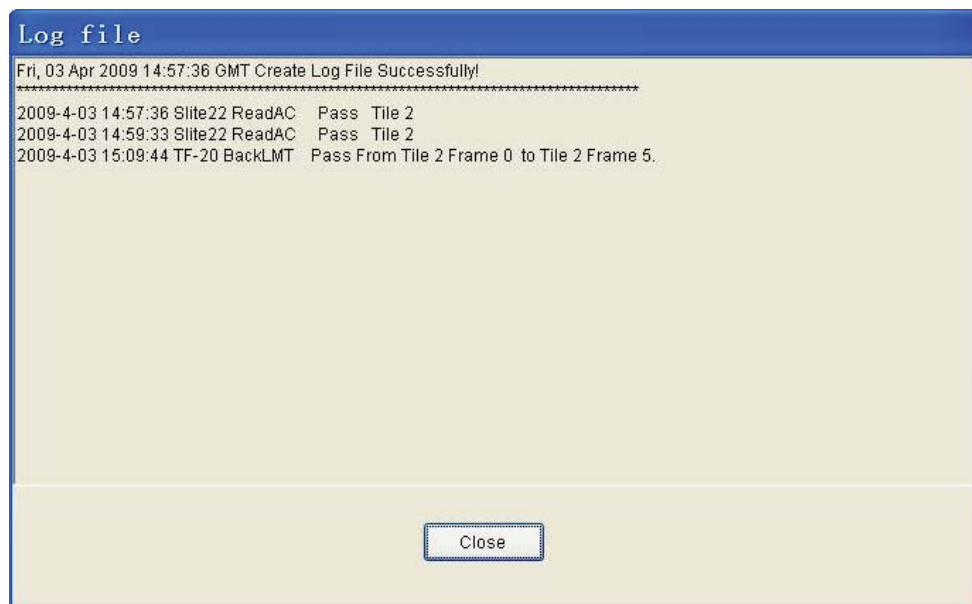 Log file
Fri, 03 Apr 2009 14:57:36 GMT Create Log File Successfully!
****************************************************************************************
2009-4-03 14:57:36 Slite22 ReadAC Pass Tile 2
2009-4-03 14:59:33 Slite22 ReadAC Pass Tile 2
2009-4-03 15:09:44 TF-20 BackLMT Pass From Tile 2 Frame 0 to Tile 2 Frame 5.
Close